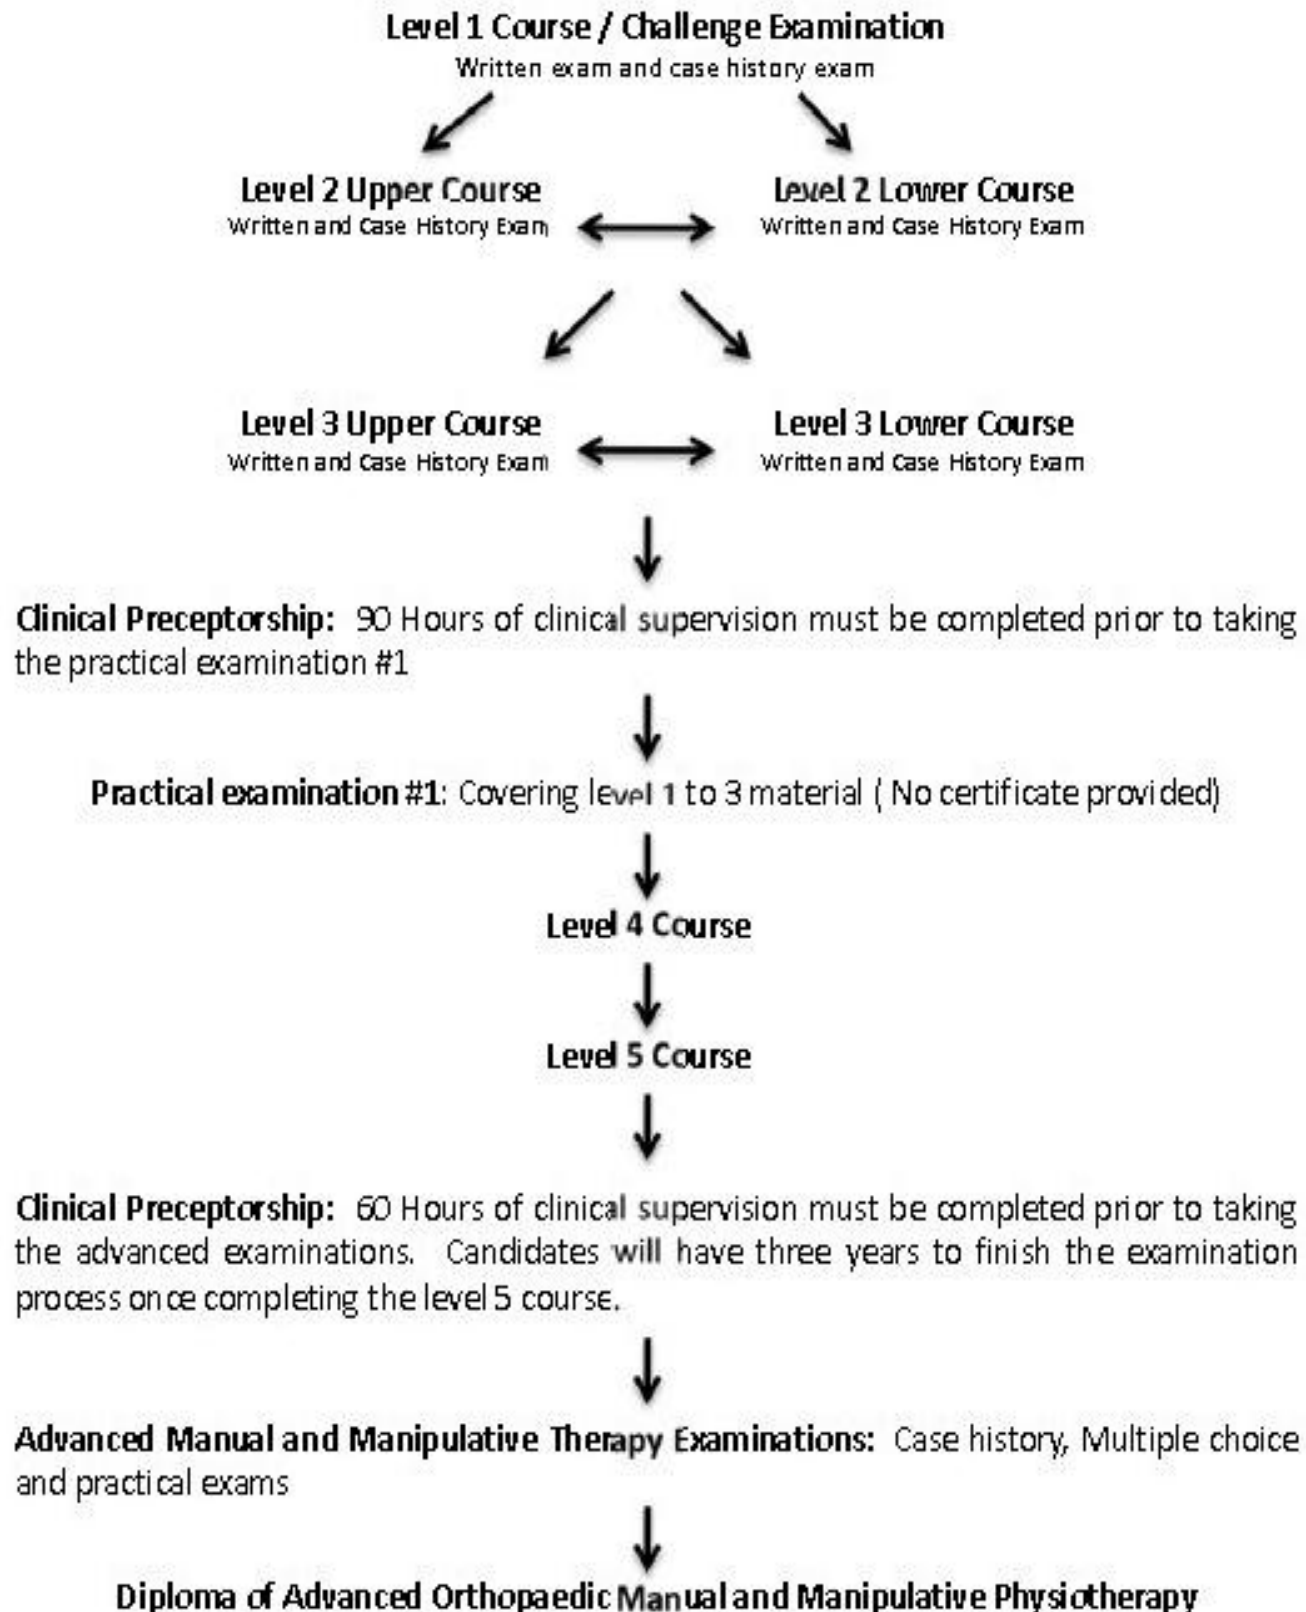 Level 1 Course / Challenge Examination
Written exam and case history exam
Level 2 Upper Course
Written and Case History Exam
Level 2 Lower Course
Written and Case History Exam
Level 3 Upper Course
Written and Case History Exam
Level 3 Lower Course
Written and Case History Exam
Clinical Preceptorship: 90 Hours of clinical supervision must be completed prior to taking
the practical examination #1
Practical examination #1: Covering level 1 to 3 material ( No certificate provided)
Level 4 Course
Level 5 Course
Clinical Preceptorship: 60 Hours of clinical supervision must be completed prior to taking
the advanced examinations. Candidates will have three years to finish the examination
process once completing the level 5 course.
Advanced Manual and Manipulative Therapy Examinations: Case history, Multiple choice
and practical exams
Diploma of Advanced Orthopaedic Manual and Manipulative Physiotherapy